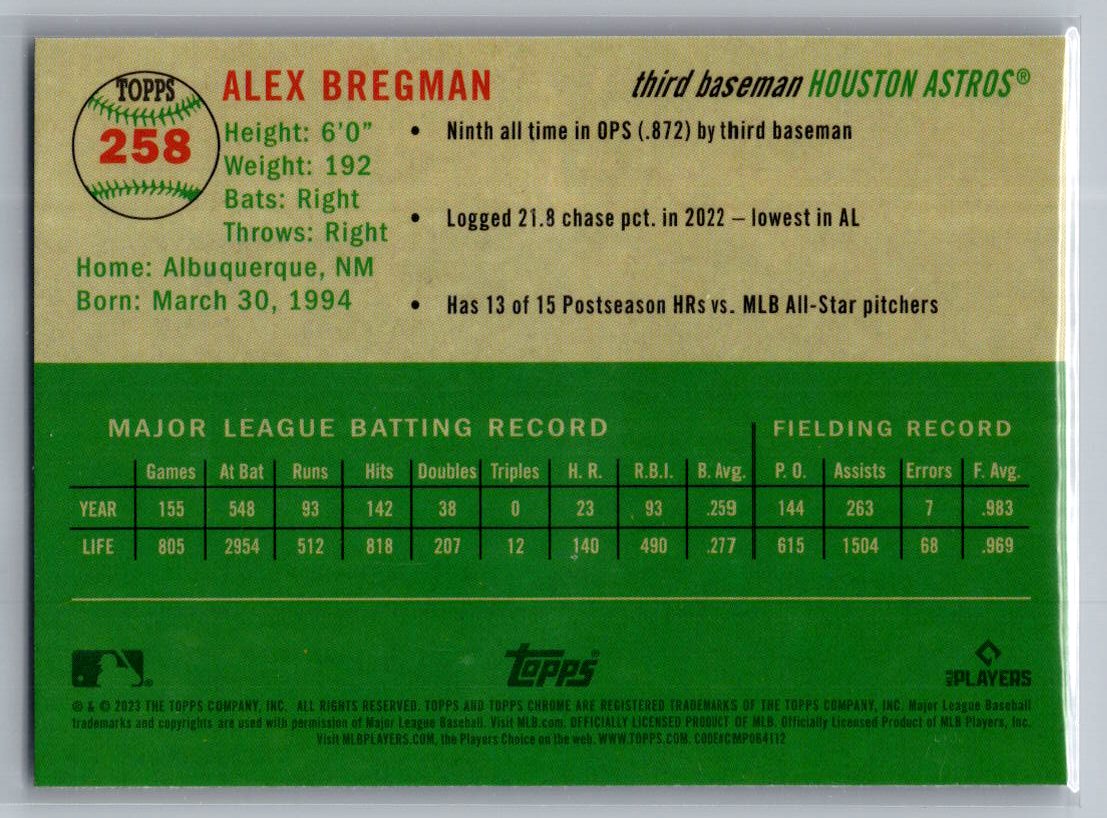 TOPPS
258
ALEX BREGMAN
third baseman HOUSTON ASTROS®
Height: 6'0"
Weight: 192
Bats: Right
Throws: Right
Home: Albuquerque, NM
Born: March 30, 1994
• Ninth all time in OPS (.872) by third baseman
• Logged 21.8 chase pct. in 2022 – lowest in AL
• Has 13 of 15 Postseason HRs vs. MLB All-Star pitchers
MAJOR LEAGUE BATTING RECORD FIELDING RECORD
Games At Bat Runs Hits Doubles Triples H. R. R.B.I. B. Avg. P. O. Assists Errors F. Avg.
YEAR 155 548 93 142 38 0 23 93 .259 144 263 7 .983
LIFE 805 2954 512 818 207 12 140 490 .277 615 1504 68 .969
TOPPS®
MLB PLAYERS
® & © 2023 THE TOPPS COMPANY, INC. ALL RIGHTS RESERVED. TOPPS AND TOPPS CHROME ARE REGISTERED TRADEMARKS OF THE TOPPS COMPANY, INC. Major League Baseball
trademarks and copyrights are used with permission of Major League Baseball. Visit MLB.com. OFFICIALLY LICENSED PRODUCT OF MLB. Officially Licensed Product of MLB Players, Inc.
Visit MLBPLAYERS.COM, the Players Choice on the web. WWW.TOPPS.COM. CODE#CMP064112